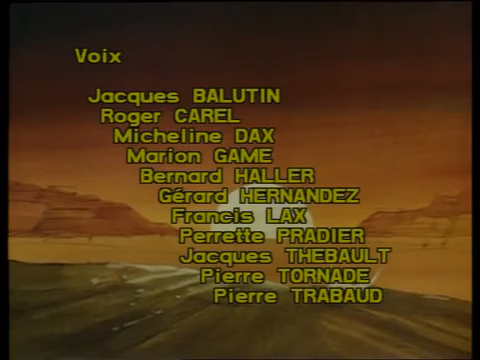 Voix
Jacques BALUTIN
Roger CAREL
Micheline DAX
Marion GAME
Bernard HALLER
Gérard HERNANDEZ
Francis LAX
Perrette PRADIER
Jacques THEBAULT
Pierre TORNADE
Pierre TRABAUD